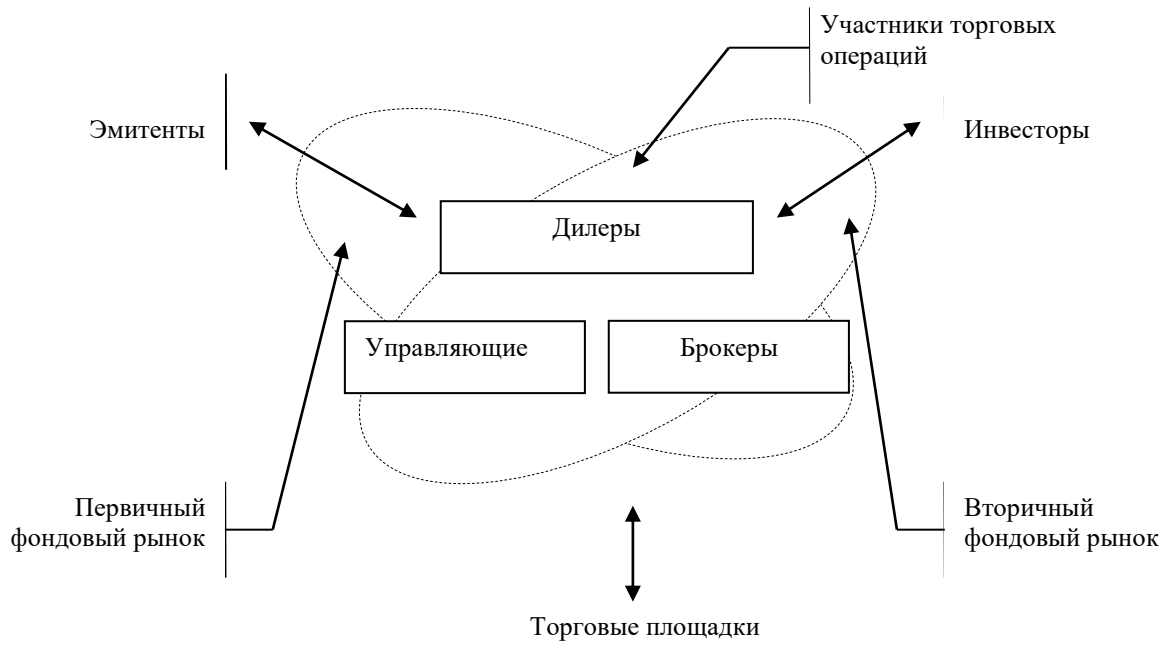 Участники торговых
операций
Эмитенты
Инвесторы
Дилеры
Управляющие
Брокеры
Первичный
фондовый рынок
Вторичный
фондовый рынок
Торговые площадки